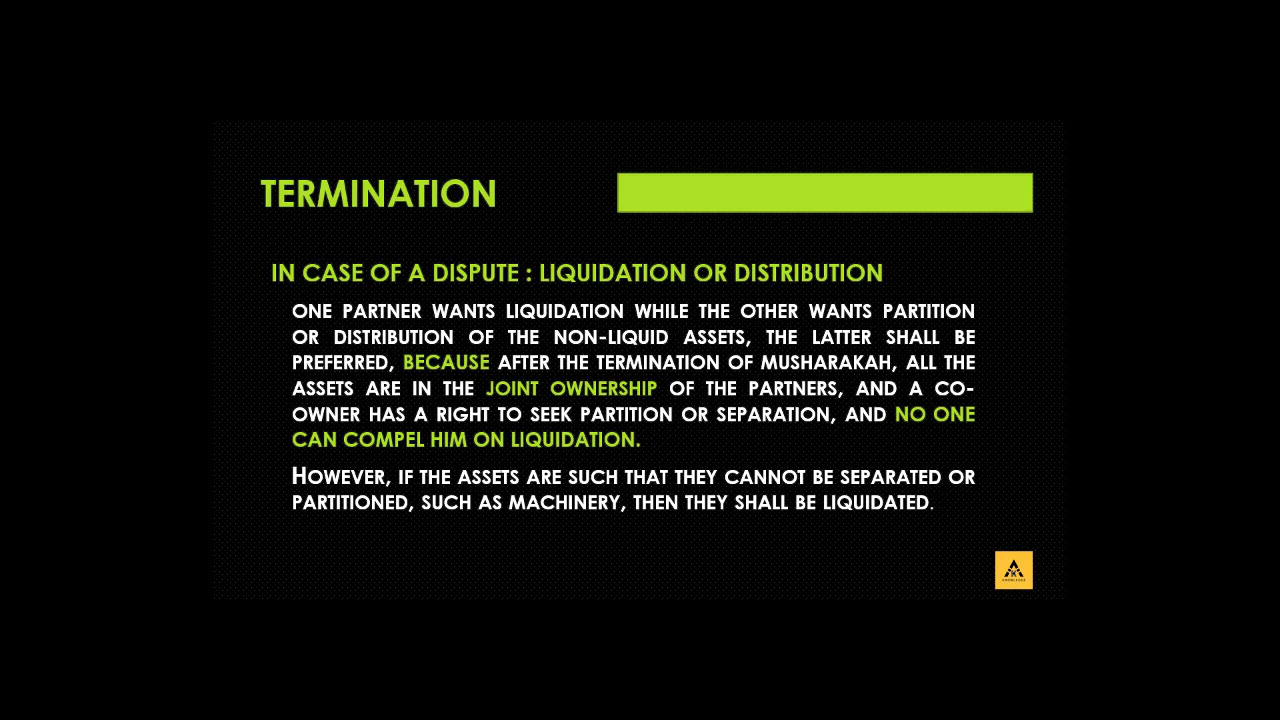 TERMINATION
IN CASE OF A DISPUTE : LIQUIDATION OR DISTRIBUTION
ONE PARTNER WANTS LIQUIDATION WHILE THE OTHER WANTS PARTITION
OR DISTRIBUTION OF THE NON-LIQUID ASSETS, THE LATTER SHALL BE
PREFERRED, BECAUSE AFTER THE TERMINATION OF MUSHARAKAH, ALL THE
ASSETS ARE IN THE JOINT OWNERSHIP OF THE PARTNERS, AND A CO-
OWNER HAS A RIGHT TO SEEK PARTITION OR SEPARATION, AND NO ONE
CAN COMPEL HIM ON LIQUIDATION.
HOWEVER, IF THE ASSETS ARE SUCH THAT THEY CANNOT BE SEPARATED OR
PARTITIONED, SUCH AS MACHINERY, THEN THEY SHALL BE LIQUIDATED.